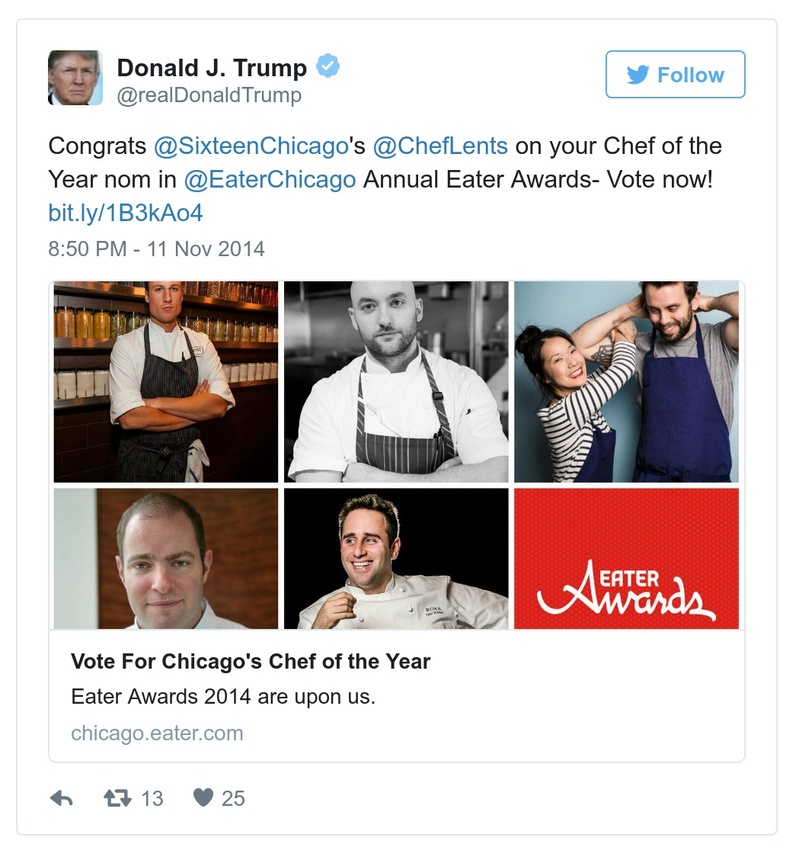 Donald J. Trump
@realDonaldTrump
Follow
Congrats @SixteenChicago's @ChefLents on your Chef of the
Year nom in @EaterChicago Annual Eater Awards- Vote now!
bit.ly/1B3kAo4
8:50 PM - 11 Nov 2014
BOKA
EATER
Awards
Vote For Chicago's Chef of the Year
Eater Awards 2014 are upon us.
chicago.eater.com
13
25